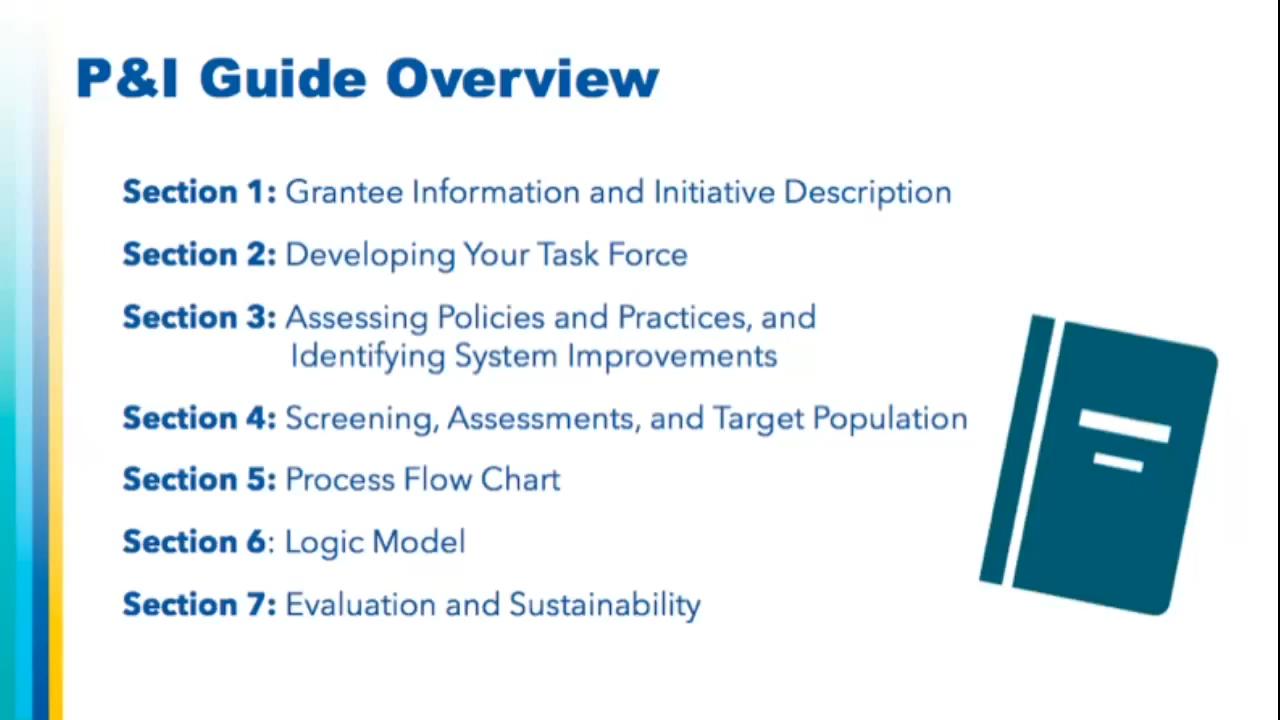 P&I Guide Overview
Section 1: Grantee Information and Initiative Description
Section 2: Developing Your Task Force
Section 3: Assessing Policies and Practices, and
Identifying System Improvements
Section 4: Screening, Assessments, and Target Population
Section 5: Process Flow Chart
Section 6: Logic Model
Section 7: Evaluation and Sustainability